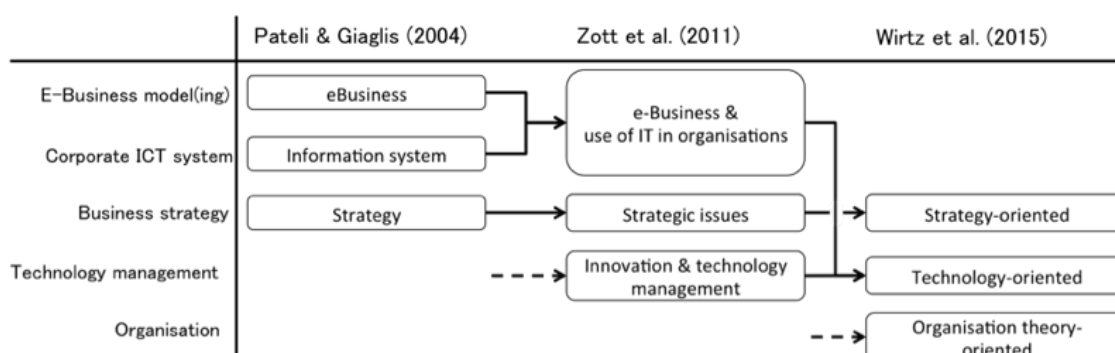 Pateli & Giaglis (2004) Zott et al. (2011) Wirtz et al. (2015)
E-Business model(ing) eBusiness
e-Business &
use of IT in organisations
Corporate ICT system Information system
Business strategy Strategy Strategic issues Strategy-oriented
Technology management Innovation & technology
management
Technology-oriented
Organisation Organisation theory-
oriented